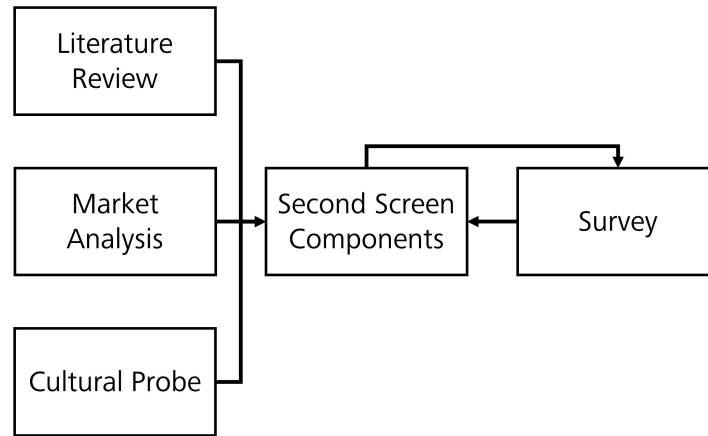 Literature
Review
Market
Analysis
Second Screen
Components
Survey
Cultural Probe